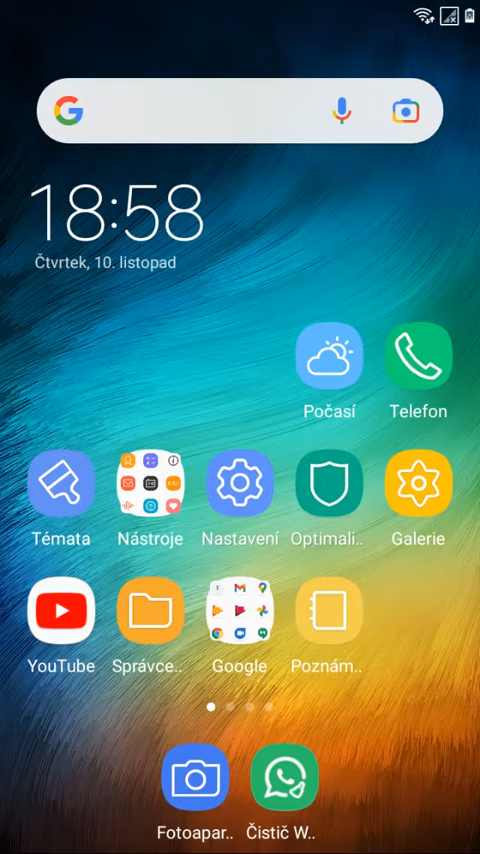 18:58
Čtvrtek, 10. listopad
Počasí
Telefon
Témata
Nástroje
Nastavení
Optimali..
Galerie
YouTube
Správce..
Google
Poznám..
Fotoapar..
Čistič W..